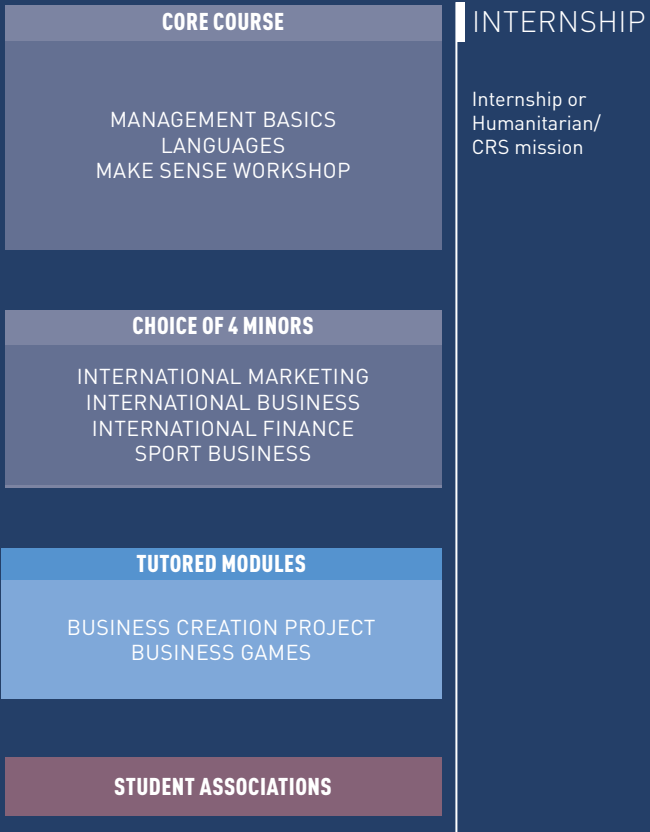 CORE COURSE
MANAGEMENT BASICS
LANGUAGES
MAKE SENSE WORKSHOP
CHOICE OF 4 MINORS
INTERNATIONAL MARKETING
INTERNATIONAL BUSINESS
INTERNATIONAL FINANCE
SPORT BUSINESS
TUTORED MODULES
BUSINESS CREATION PROJECT
BUSINESS GAMES
STUDENT ASSOCIATIONS
INTERNSHIP
Internship or
Humanitarian/
CRS mission